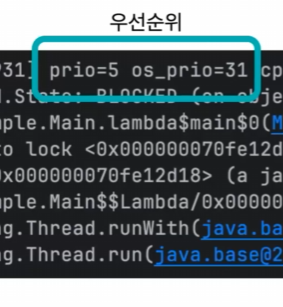 우선순위
931] prio=5 os_prio=31 cp
.State: BLOCKED (on obje
mple.Main.lambda$main$0(M
to lock <0x000000070fe12d
0x000000070fe12d18> (a ja
mple.Main$$Lambda/0x00000
ng.Thread.runWith(java.ba
ng.Thread.run(java.base@2